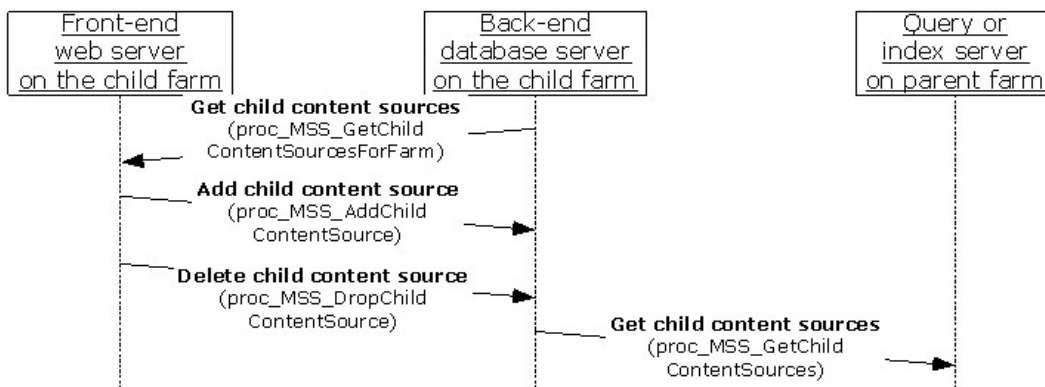 Front-end
web server
on the child farm
Back-end
database server
on the child farm
Query or
index server
on parent farm
Get child content sources
(proc_MSS_GetChild
ContentSourcesForFarm)
Add child content source
(proc_MSS_AddChild
ContentSource)
Delete child content source
(proc_MSS_DropChild
ContentSource)
Get child content sources
(proc_MSS_GetChild
ContentSources)